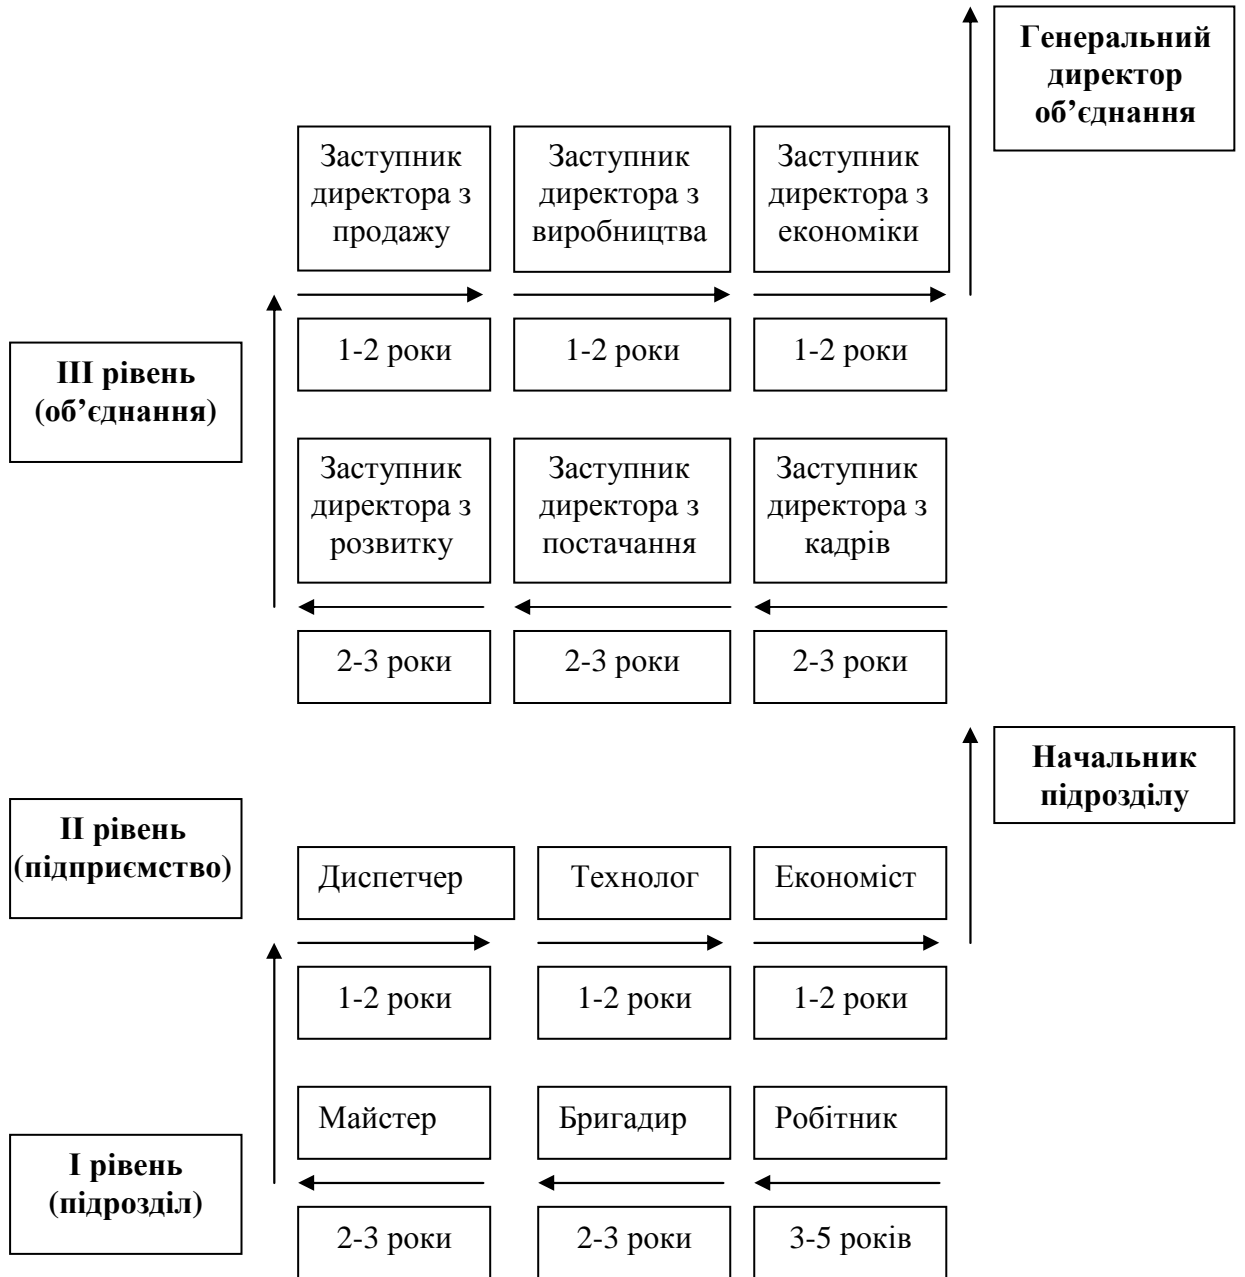 Генеральний
директор
об’єднання
Заступник
директора з
продажу
Заступник
директора з
виробництва
Заступник
директора з
економіки
1-2 роки
1-2 роки
1-2 роки
ІІІ рівень
(об’єднання)
Заступник
директора з
розвитку
Заступник
директора з
постачання
Заступник
директора з
кадрів
2-3 роки
2-3 роки
2-3 роки
Начальник
підрозділу
ІІ рівень
(підприємство)
Диспетчер
Технолог
Економіст
1-2 роки
1-2 роки
1-2 роки
Майстер
Бригадир
Робітник
І рівень
(підрозділ)
2-3 роки
2-3 роки
3-5 років